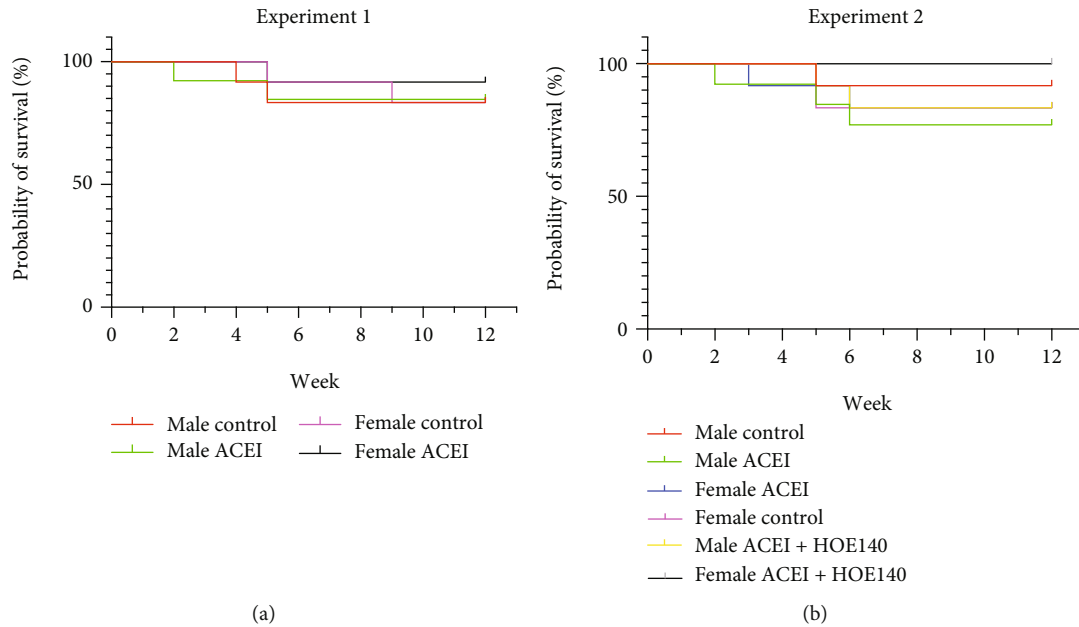 Experiment 1
Probability of survival (%)
100
50
0
0 2 4 6 8 10 12
Week
Male control
Male ACEI
Female control
Female ACEI
(a)
Experiment 2
Probability of survival (%)
100
50
0
0 2 4 6 8 10 12
Week
Male control
Male ACEI
Female ACEI
Female control
Male ACEI + HOE140
Female ACEI + HOE140
(b)